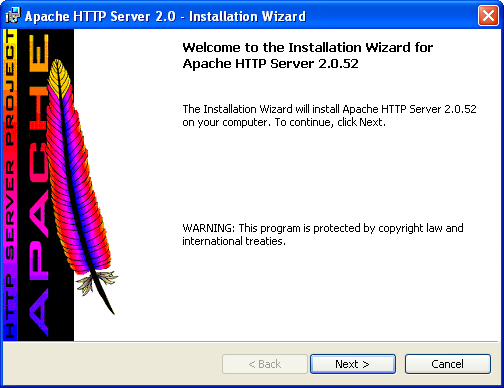 Apache HTTP Server 2.0 - Installation Wizard
HTTP SERVER PROJECT
APACHE
Welcome to the Installation Wizard for
Apache HTTP Server 2.0.52
The Installation Wizard will install Apache HTTP Server 2.0.52
on your computer. To continue, click Next.
WARNING: This program is protected by copyright law and
international treaties.
< Back
Next >
Cancel